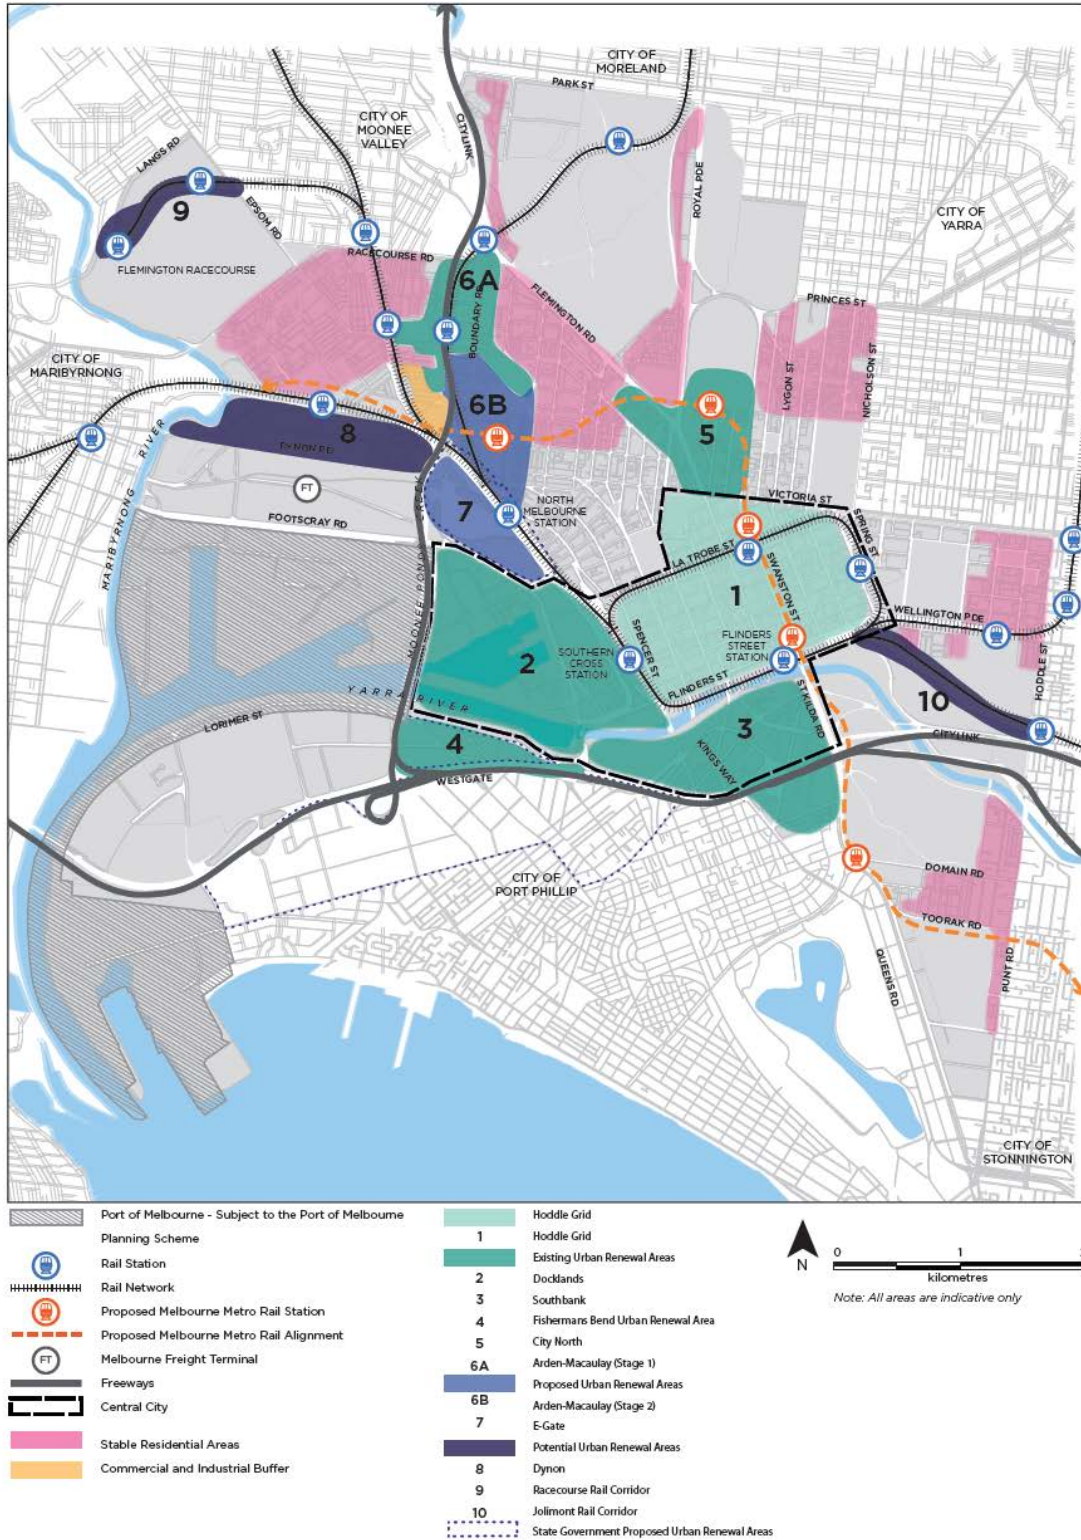 CITY OF
MORELAND
PARK ST
CITY OF
MOONEE
VALLEY
CITYLINK
LANGS RD
ROYAL PDE
9
EPSOM RD
CITY OF
YARRA
FLEMINGTON RACECOURSE
RACECOURSE RD
6A
BOUNDARY RD
FLEMINGTON RD
PRINCES ST
CITY OF
MARIBYRNONG
LYGON ST
NICHOLSON ST
6B
5
8
DYNON RD
MARIBYRNONG RIVER
FT
7
NORTH
MELBOURNE
STATION
VICTORIA ST
FOOTSCRAY RD
SPRING ST
LA TROBE ST
SWANSTON ST
1
WELLINGTON PDE
MOONEE PONDS
SPENCER ST
FLINDERS
STREET
STATION
2
SOUTHERN
CROSS
STATION
HODDLE ST
FLINDERS ST
YARRA RIVER
ST.KILDA RD
10
LORIMER ST
3
CITYLINK
4
KINGS WAY
WESTGATE
CITY OF
PORT PHILLIP
DOMAIN RD
TOORAK RD
QUEENS RD
PUNT RD
CITY OF
STONNINGTON
Port of Melbourne - Subject to the Port of Melbourne
Planning Scheme
Rail Station
Rail Network
Proposed Melbourne Metro Rail Station
Proposed Melbourne Metro Rail Alignment
FT Melbourne Freight Terminal
Freeways
Central City
Stable Residential Areas
Commercial and Industrial Buffer
Hoddle Grid
1 Hoddle Grid
Existing Urban Renewal Areas
2 Docklands
3 Southbank
4 Fishermans Bend Urban Renewal Area
5 City North
6A Arden-Macaulay (Stage 1)
Proposed Urban Renewal Areas
6B Arden-Macaulay (Stage 2)
7 E-Gate
Potential Urban Renewal Areas
8 Dynon
9 Racecourse Rail Corridor
10 Jolimont Rail Corridor
State Government Proposed Urban Renewal Areas
N
0 1
kilometres
Note: All areas are indicative only